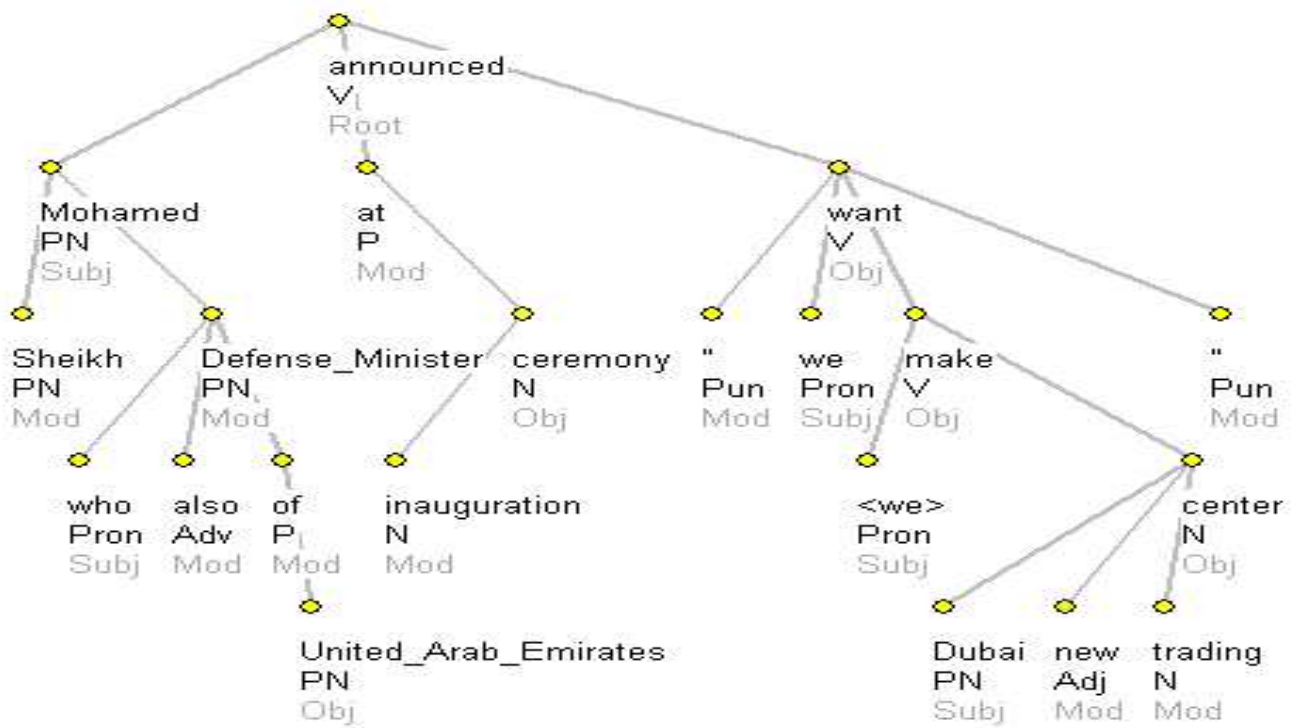 announced
V
Root
Mohamed at want
PN P V
Subj Mod Obj
Sheikh Defense_Minister ceremony " we make "
PN PN N Pun Pron V Pun
Mod Obj Mod Subj Obj Mod
who also of inauguration <we> center
Pron Adv P N Pron N
Subj Mod Mod Mod Subj Obj
United_Arab_Emirates Dubai new trading
PN PN Adj N
Obj Subj Mod Mod